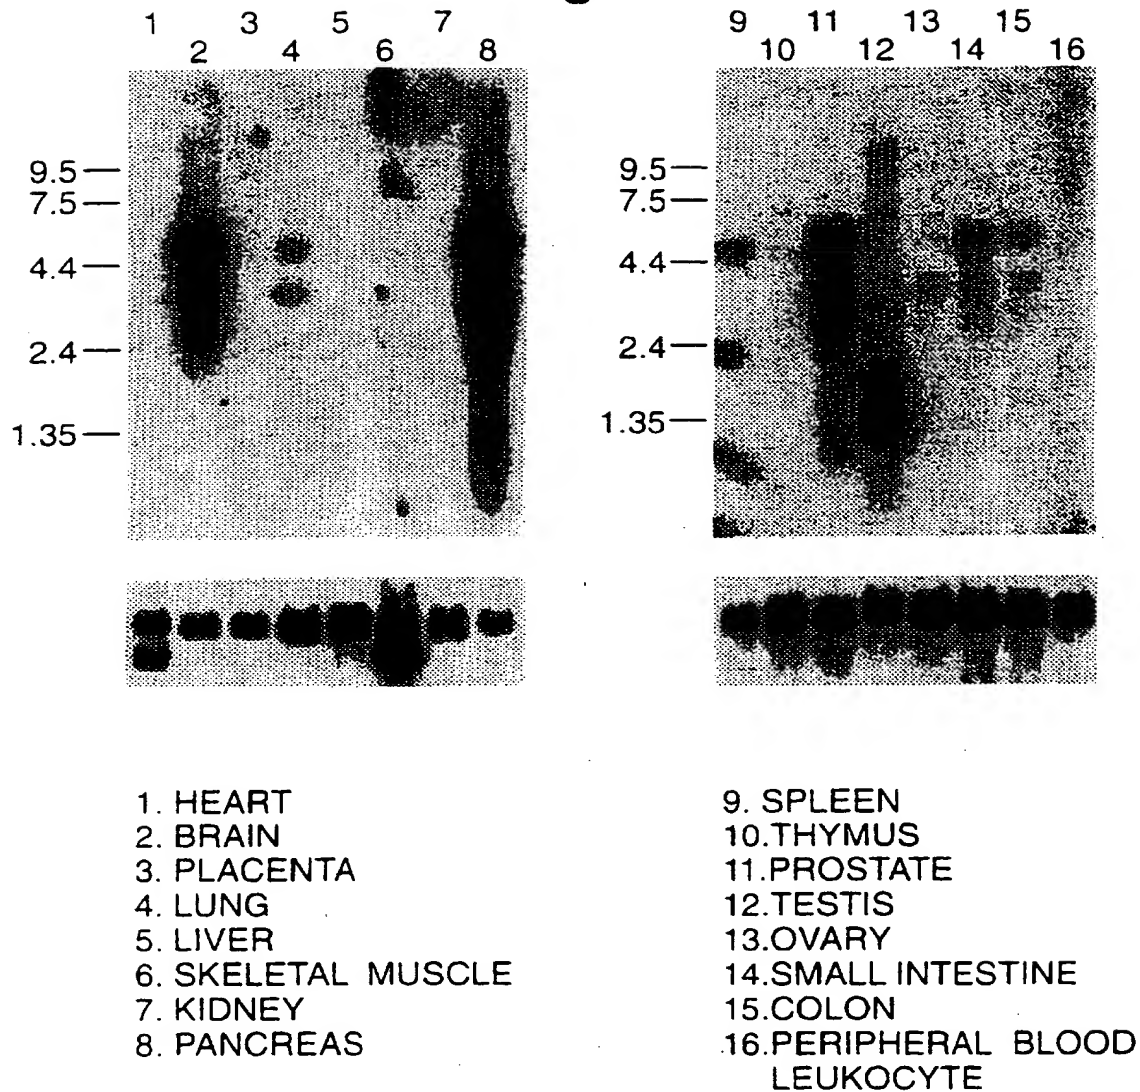 1 3 5 7
2 4 6 8
9 11 13 15
10 12 14 16
9.5
7.5
4.4
2.4
1.35
9.5
7.5
4.4
2.4
1.35
1. HEART
2. BRAIN
3. PLACENTA
4. LUNG
5. LIVER
6. SKELETAL MUSCLE
7. KIDNEY
8. PANCREAS
9. SPLEEN
10.THYMUS
11.PROSTATE
12.TESTIS
13.OVARY
14.SMALL INTESTINE
15.COLON
16.PERIPHERAL BLOOD
LEUKOCYTE